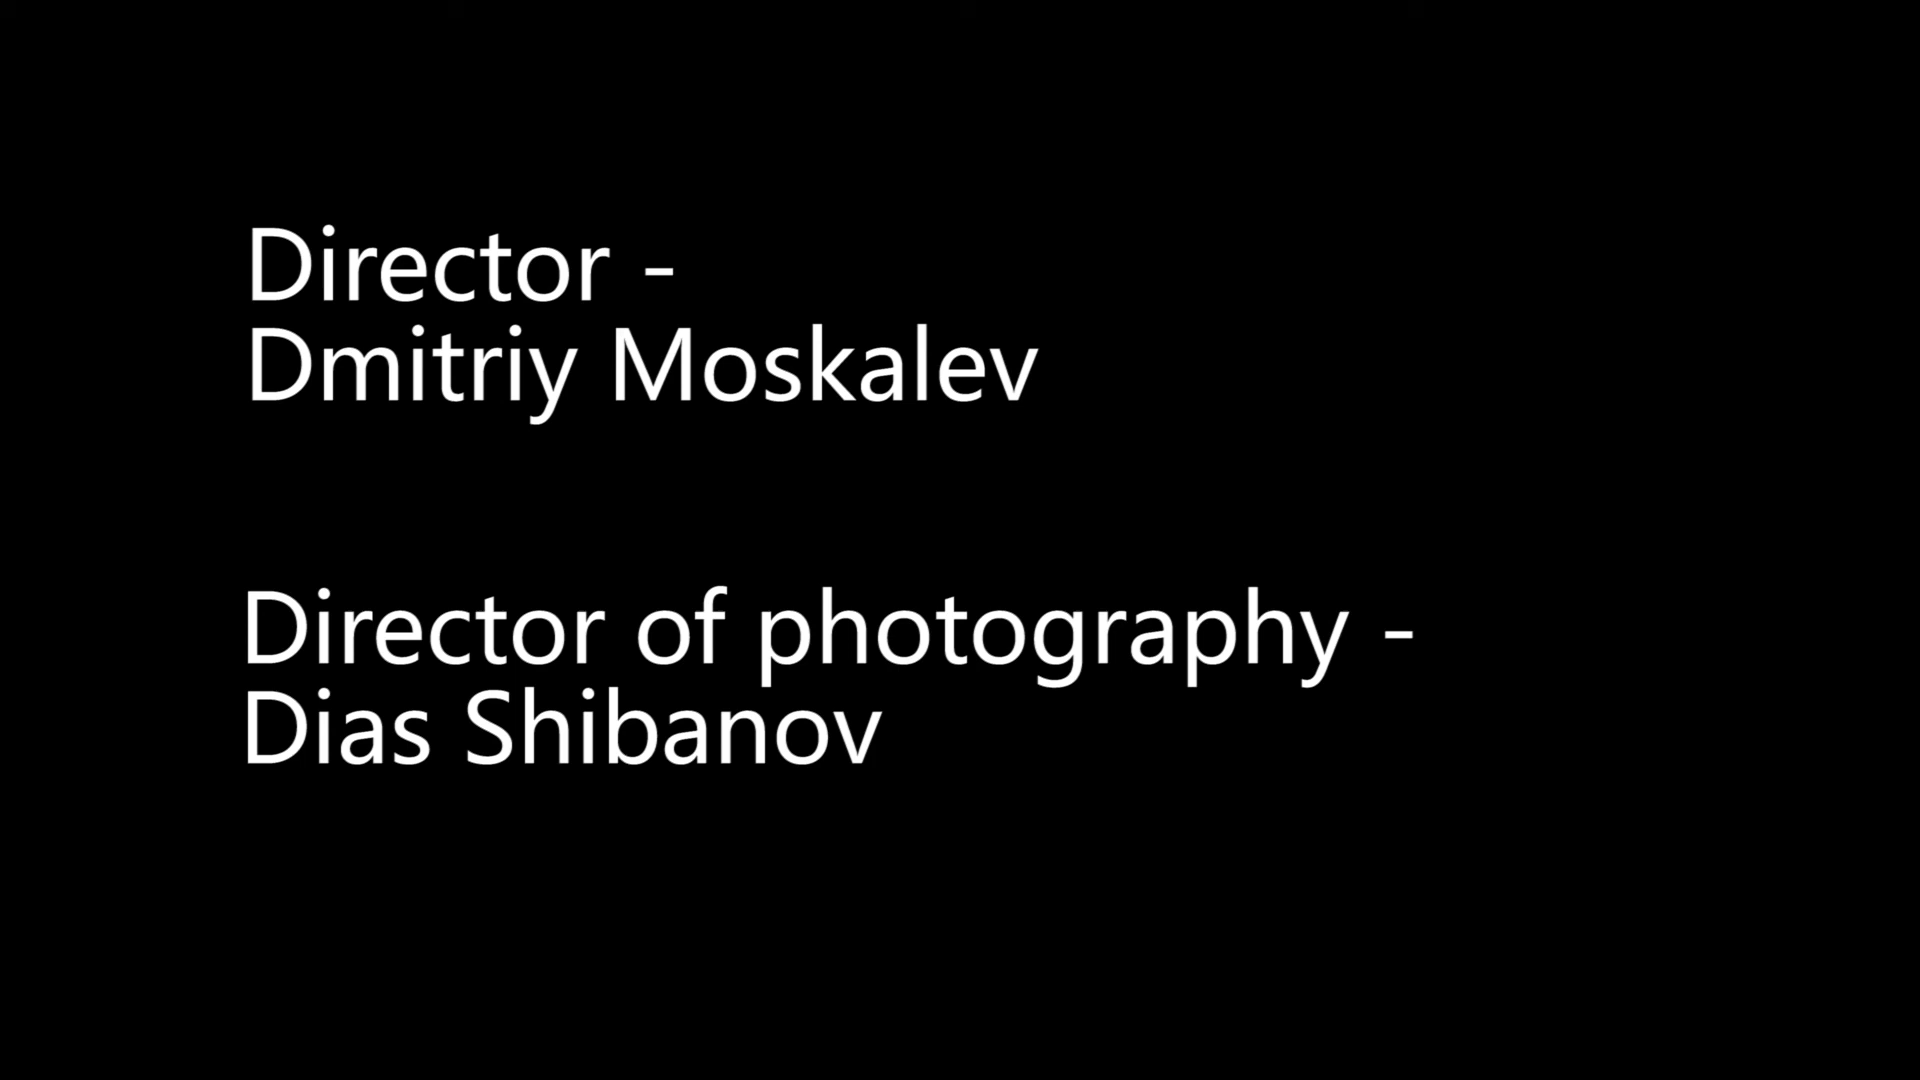 Director -
Dmitriy Moskalev
Director of photography -
Dias Shibanov